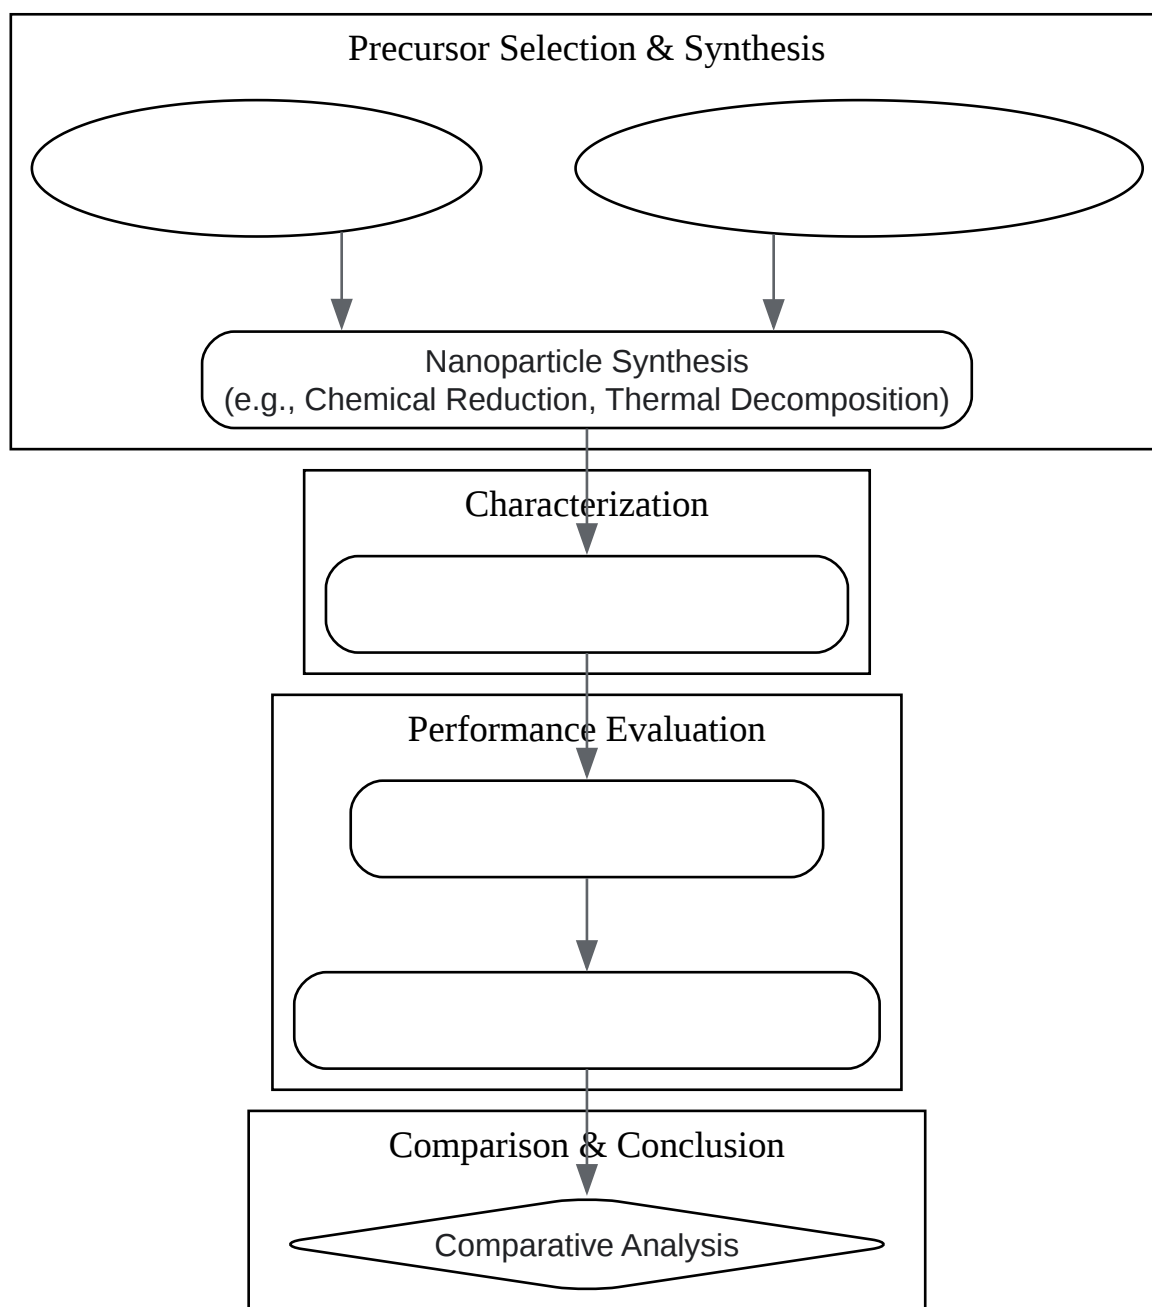 Precursor Selection & Synthesis
Nanoparticle Synthesis
(e.g., Chemical Reduction, Thermal Decomposition)
Characterization
Performance Evaluation
Comparison & Conclusion
Comparative Analysis